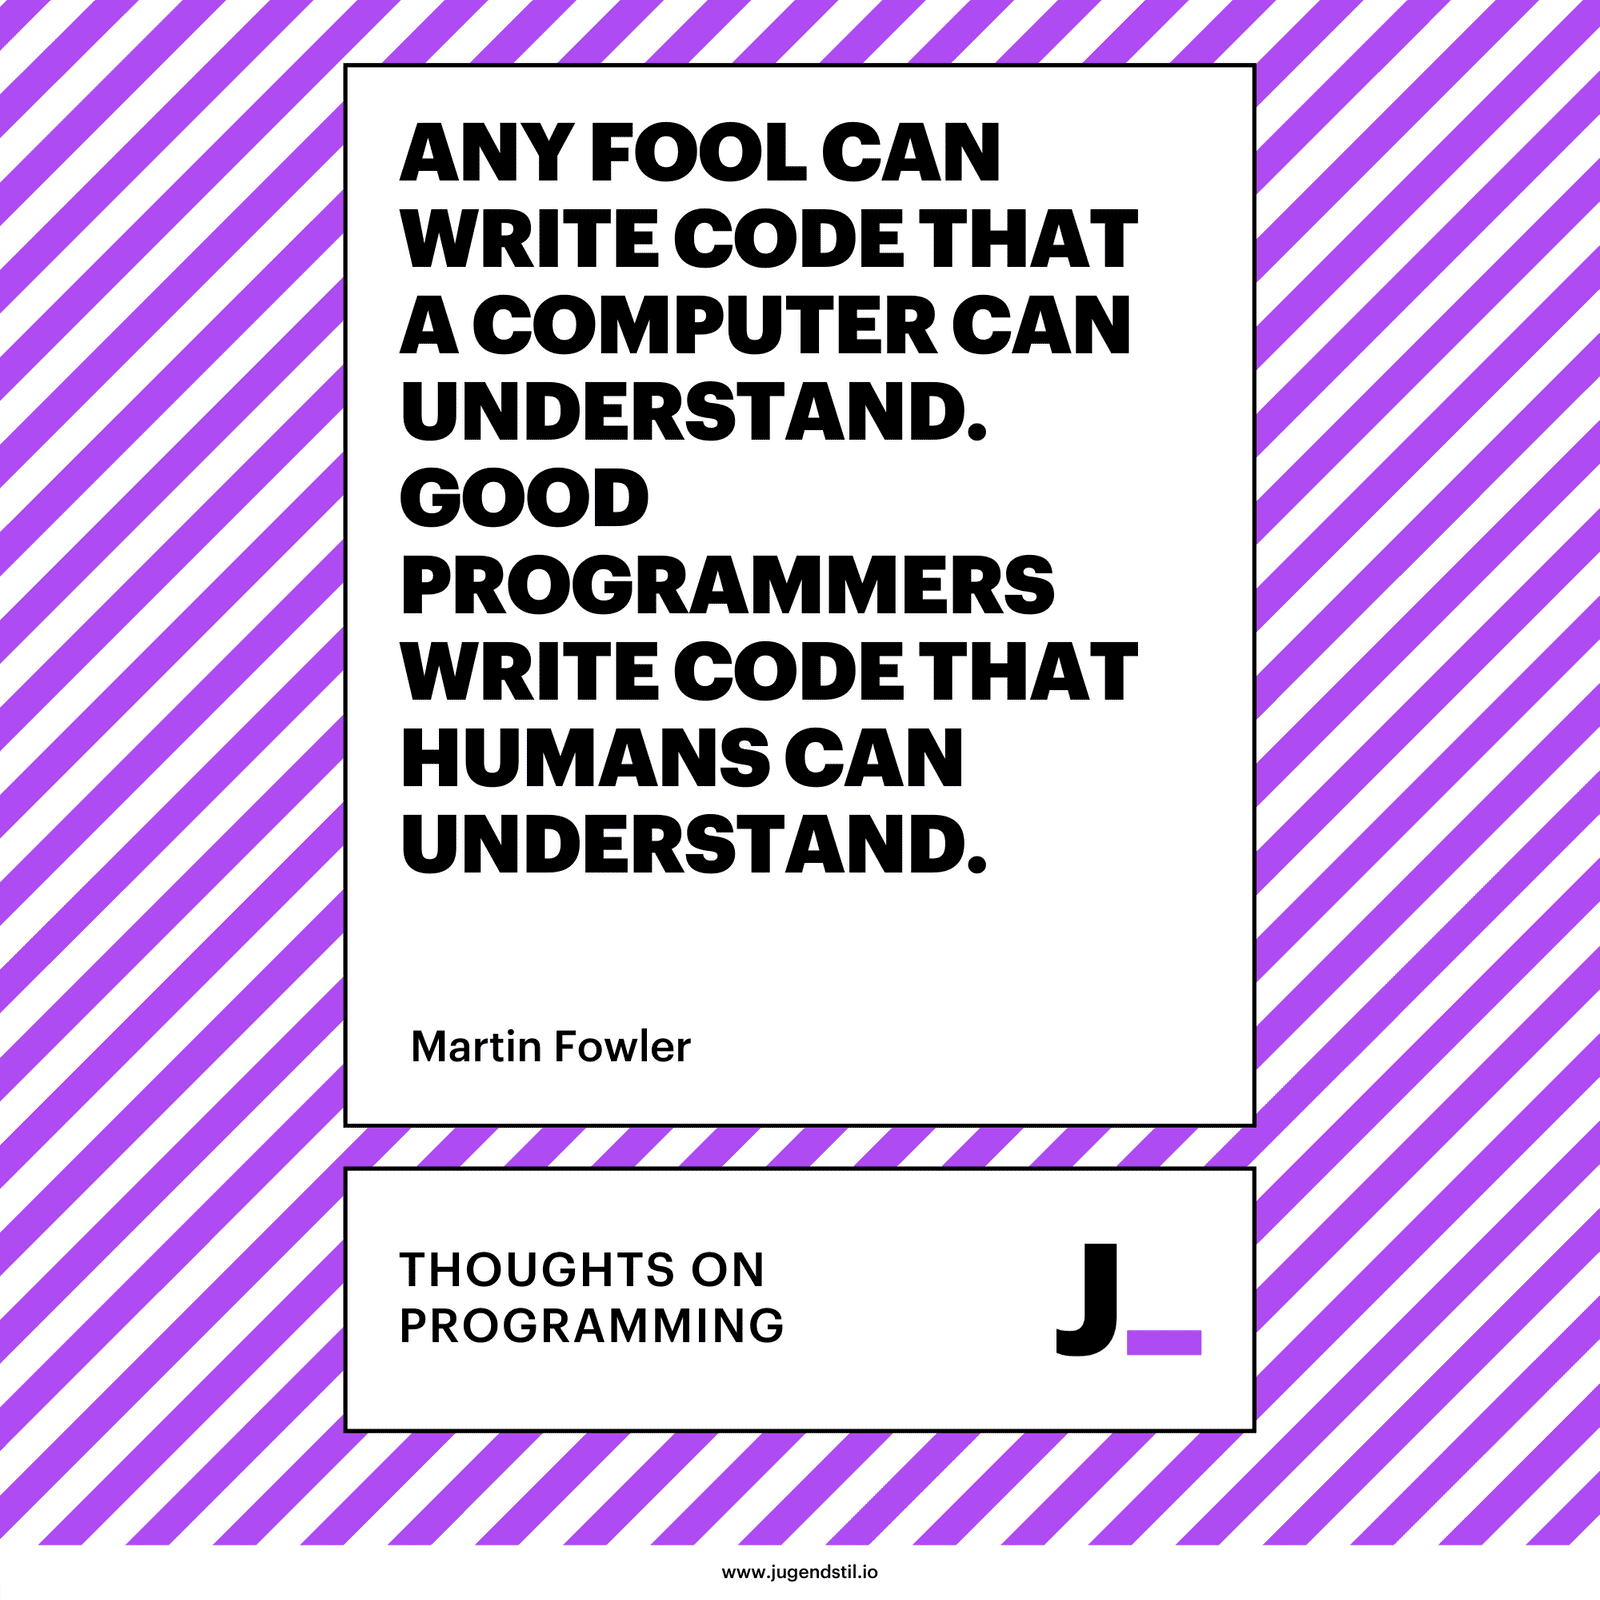 ANY FOOL CAN
WRITE CODE THAT
A COMPUTER CAN
UNDERSTAND.
GOOD
PROGRAMMERS
WRITE CODE THAT
HUMANS CAN
UNDERSTAND.
Martin Fowler
THOUGHTS ON
PROGRAMMING
J_
www.jugendstil.io